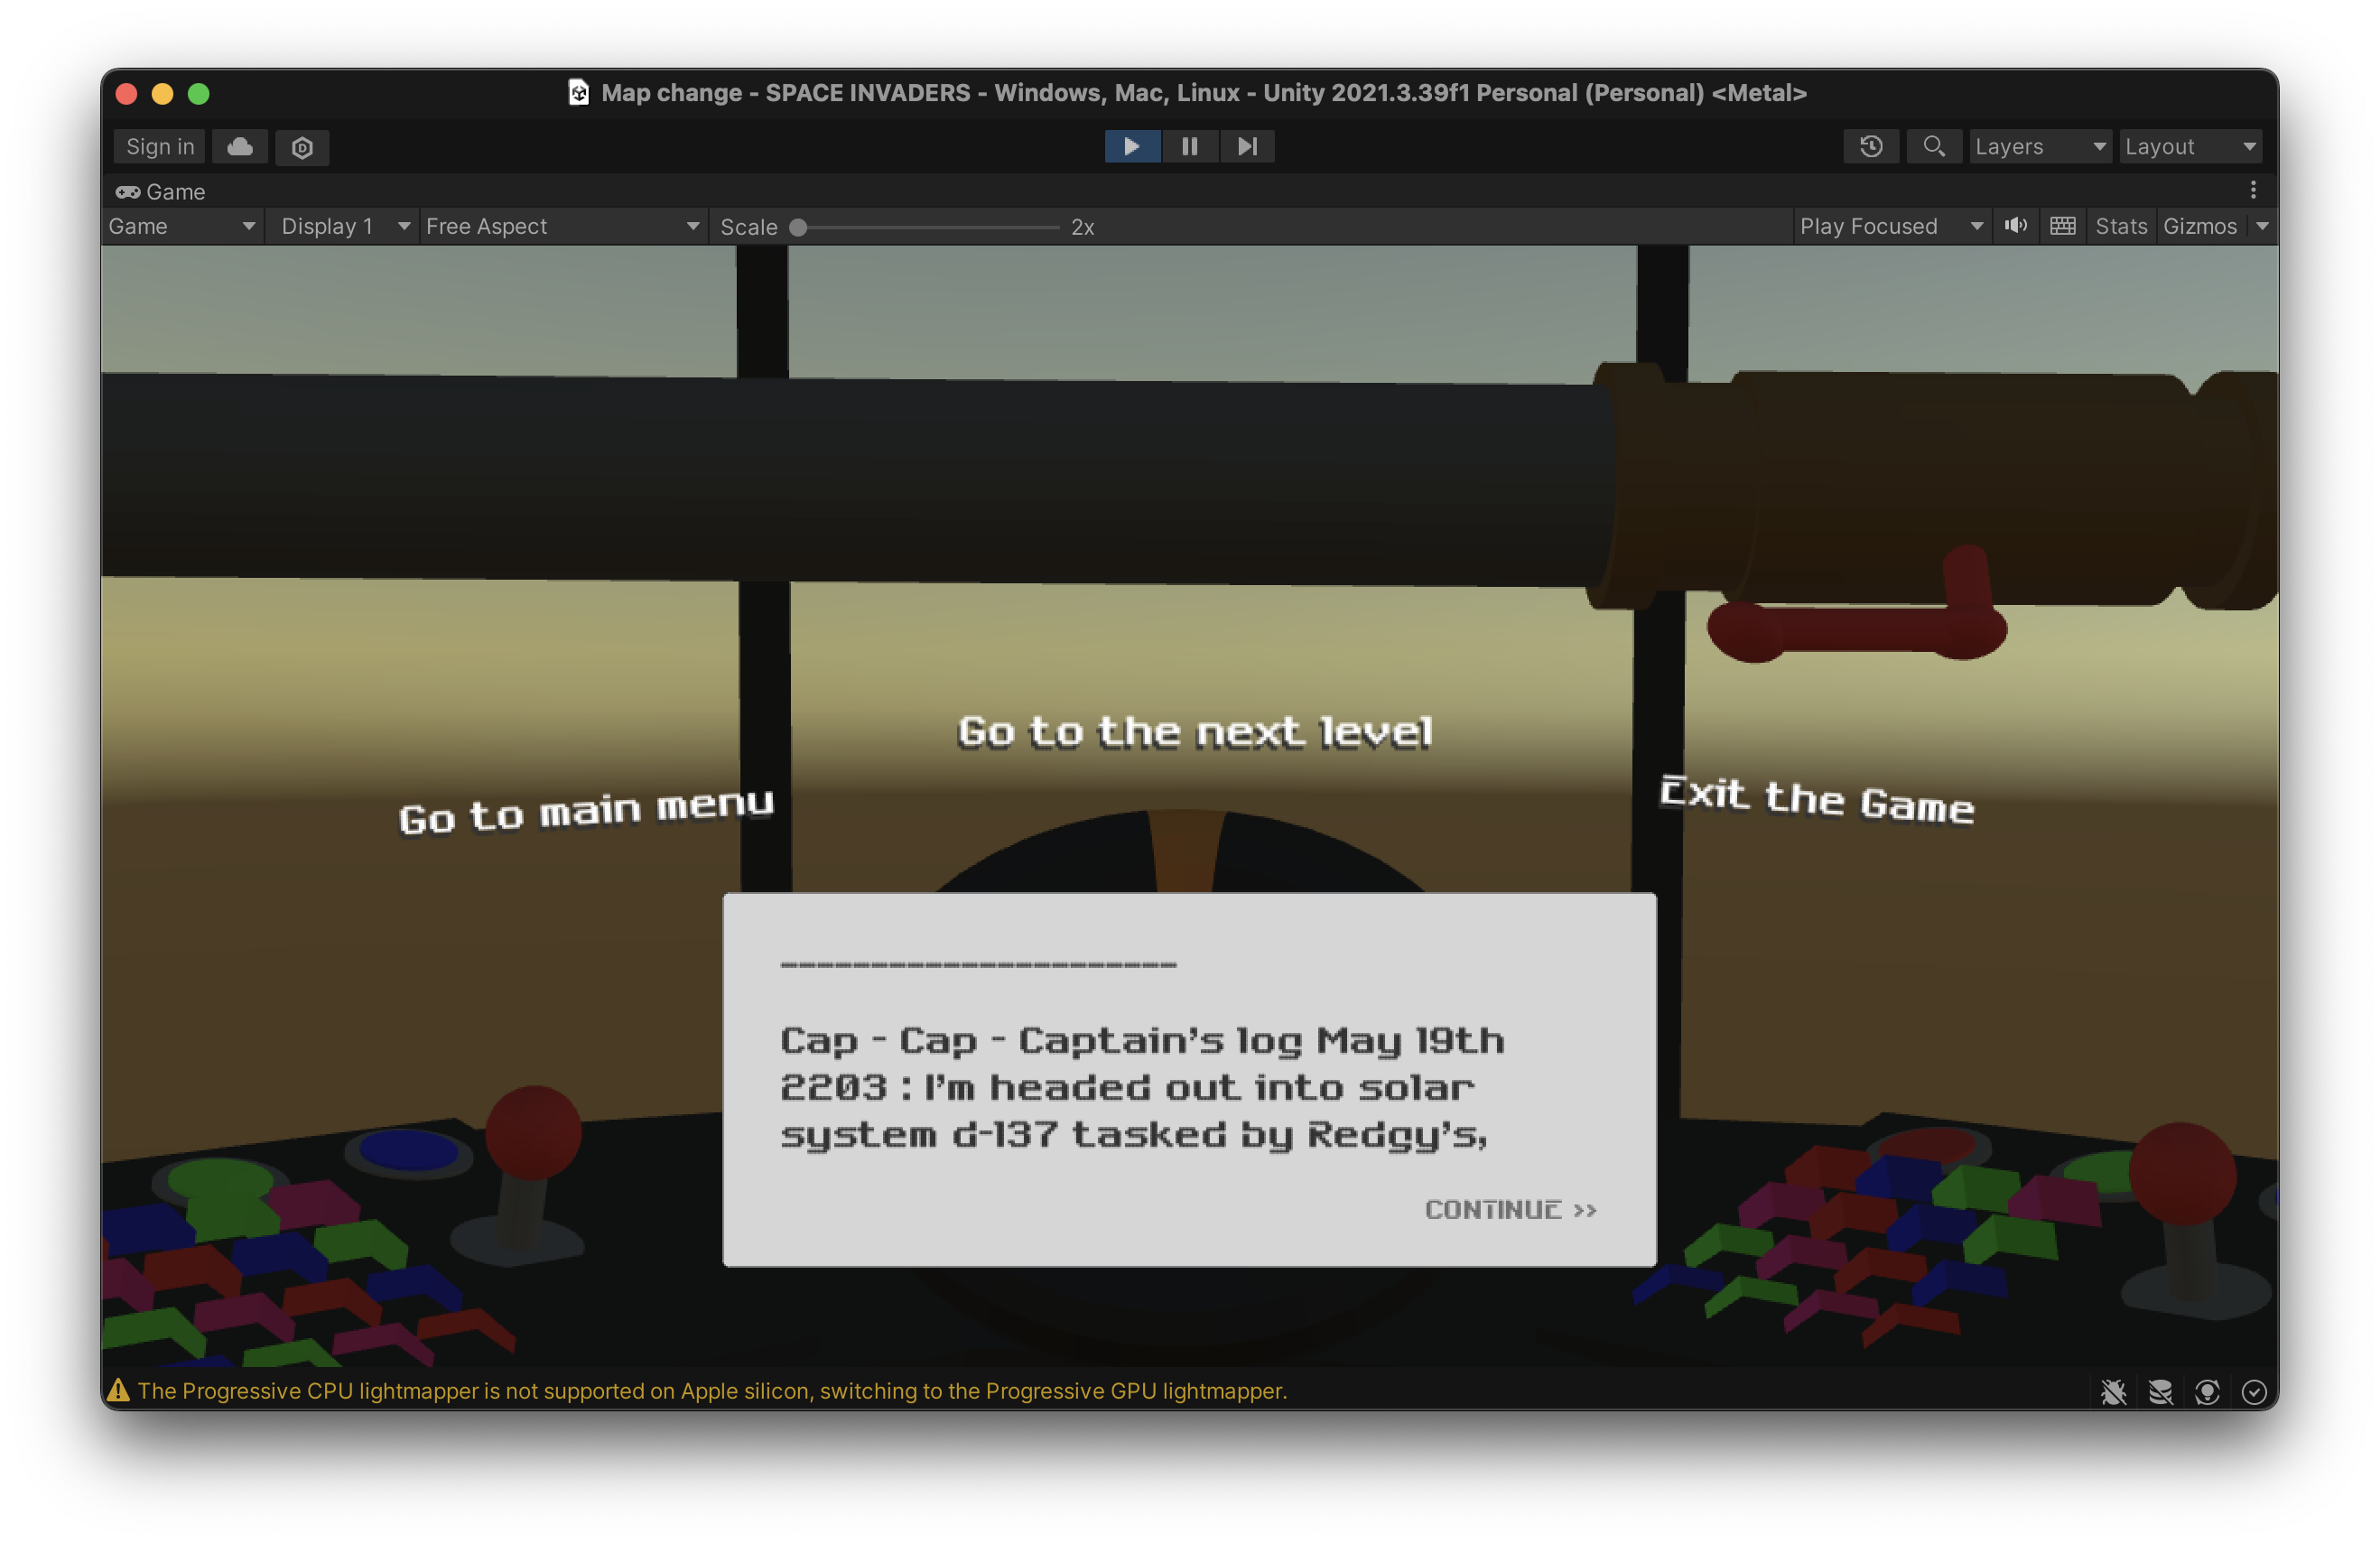 Map change - SPACE INVADERS - Windows, Mac, Linux - Unity 2021.3.39f1 Personal (Personal) <Metal>
Sign in
Layers
Layout
Game
Game
Display 1
Free Aspect
Scale
2x
Play Focused
Stats
Gizmos
Go to the next level
Go to main menu
Exit the Game
----------------------
Cap - Cap - Captain's log May 19th
2203 : I'm headed out into solar
system d-137 tasked by Redgy's,
CONTINUE >>
The Progressive CPU lightmapper is not supported on Apple silicon, switching to the Progressive GPU lightmapper.